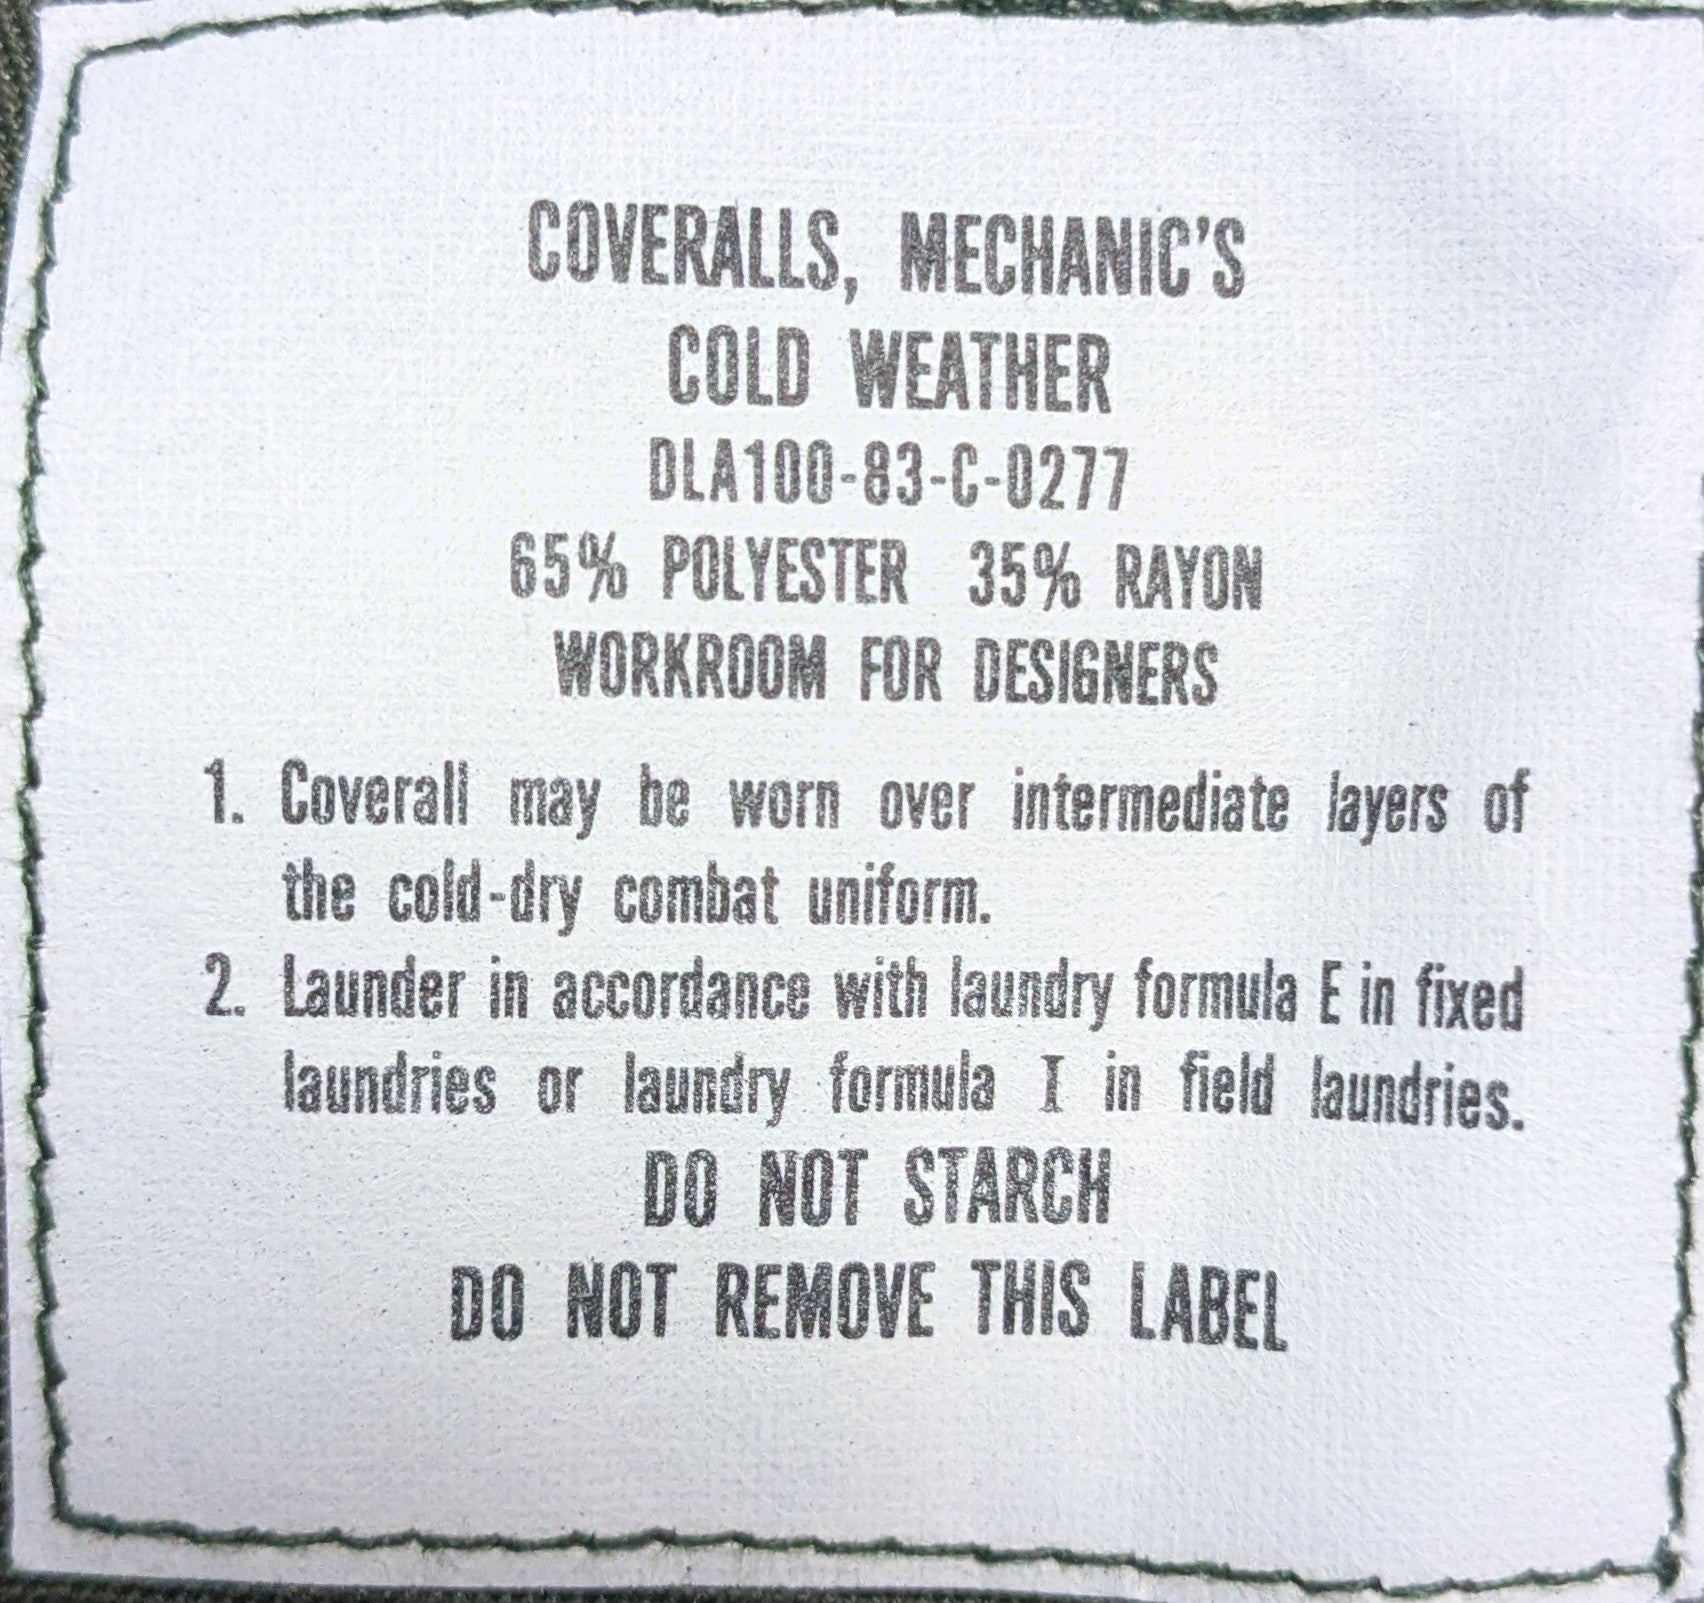 COVERALLS, MECHANIC'S
COLD WEATHER
DLA100-83-C-0277
65% POLYESTER 35% RAYON
WORKROOM FOR DESIGNERS
1. Coverall may be worn over intermediate layers of
the cold-dry combat uniform.
2. Launder in accordance with laundry formula E in fixed
laundries or laundry formula I in field laundries.
DO NOT STARCH
DO NOT REMOVE THIS LABEL